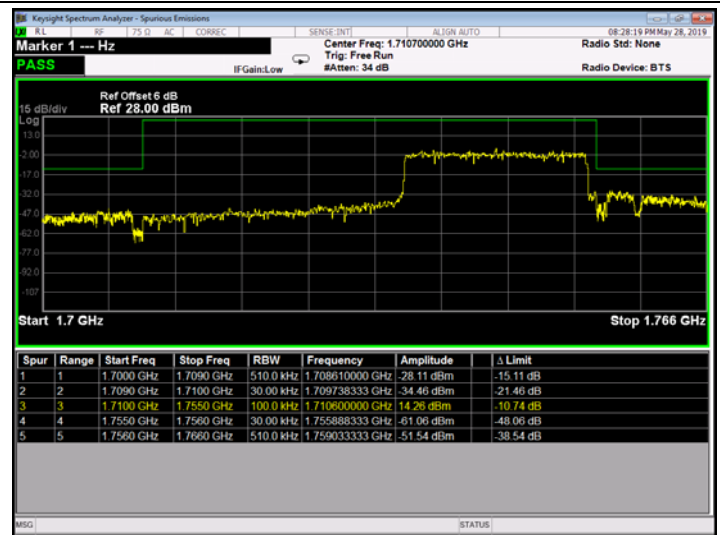 Keysight Spectrum Analyzer - Spurious Emissions
RL RF 75 Ω AC CORREC SENSE:INT ALIGN AUTO 08:28:19 PM May 28, 2019
Marker 1 --- Hz Center Freq: 1.710700000 GHz Radio Std: None
Trig: Free Run
PASS IFGain:Low #Atten: 34 dB Radio Device: BTS
Ref Offset 6 dB
15 dB/div Ref 28.00 dBm
Log
13.0
-2.00
-17.0
-32.0
-47.0
-62.0
-77.0
-92.0
-107
Start 1.7 GHz Stop 1.766 GHz
Spur Range Start Freq Stop Freq RBW Frequency Amplitude Δ Limit
1 1 1.7000 GHz 1.7090 GHz 510.0 kHz 1.708610000 GHz -28.11 dBm -15.11 dB
2 2 1.7090 GHz 1.7100 GHz 30.00 kHz 1.709738333 GHz -34.46 dBm -21.46 dB
3 3 1.7100 GHz 1.7550 GHz 100.0 kHz 1.710600000 GHz 14.26 dBm -10.74 dB
4 4 1.7550 GHz 1.7560 GHz 30.00 kHz 1.755888333 GHz -61.06 dBm -48.06 dB
5 5 1.7560 GHz 1.7660 GHz 510.0 kHz 1.759033333 GHz -51.54 dBm -38.54 dB
MSG STATUS